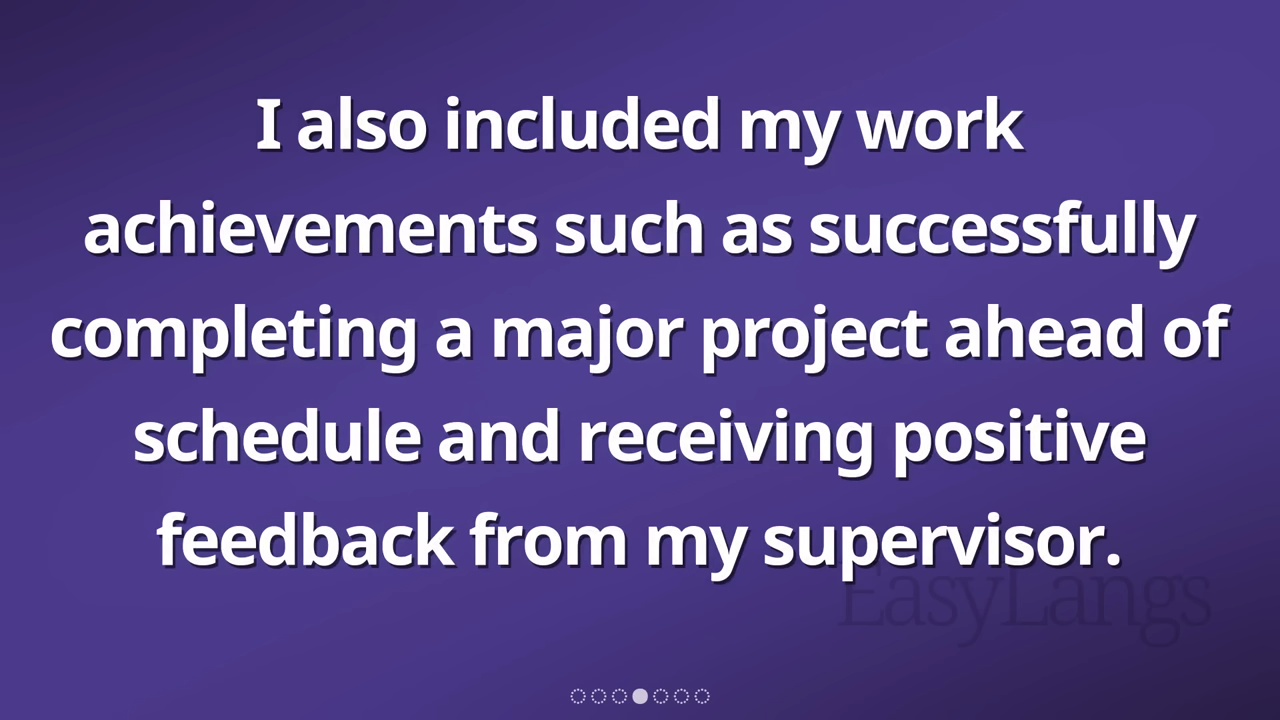 I also included my work
achievements such as successfully
completing a major project ahead of
schedule and receiving positive
feedback from my supervisor.
EasyLangs